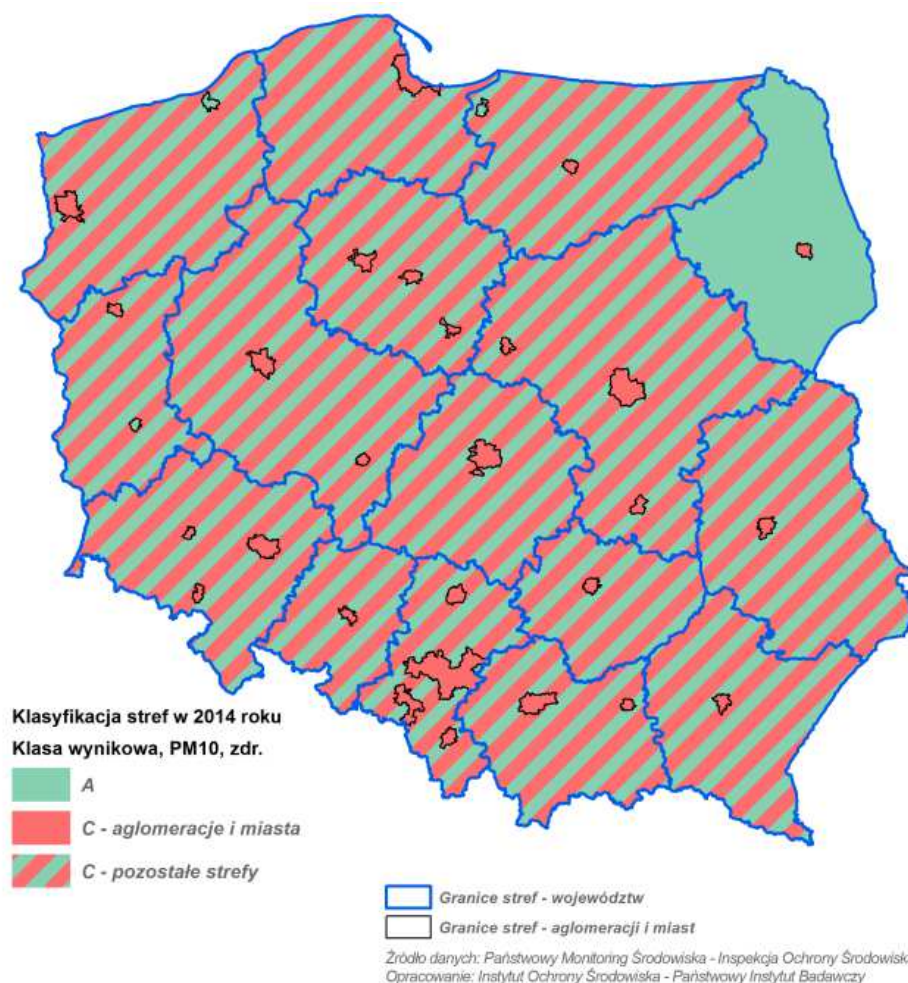 Klasyfikacja stref w 2014 roku
Klasa wynikowa, PM10, zdr.
A
C - aglomeracje i miasta
C - pozostałe strefy
Granice stref - województw
Granice stref - aglomeracji i miast
Źródło danych: Państwowy Monitoring Środowiska - Inspekcja Ochrony Środowiska
Opracowanie: Instytut Ochrony Środowiska - Państwowy Instytut Badawczy